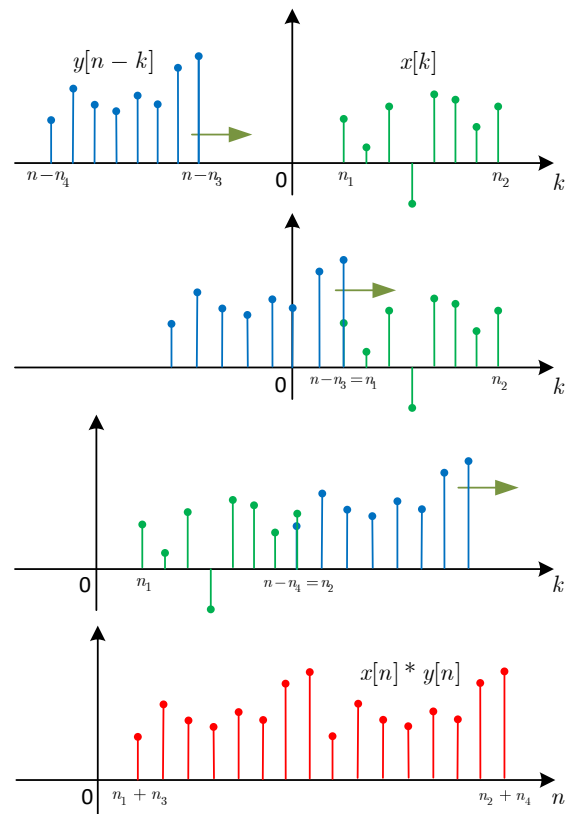 y[n − k]
x[k]
n−n₄
n−n₃
0
n₁
n₂
k
0
n−n₃ = n₁
n₂
k
0
n₁
n−n₄ = n₂
k
x[n] * y[n]
0
n₁ + n₃
n₂ + n₄
n